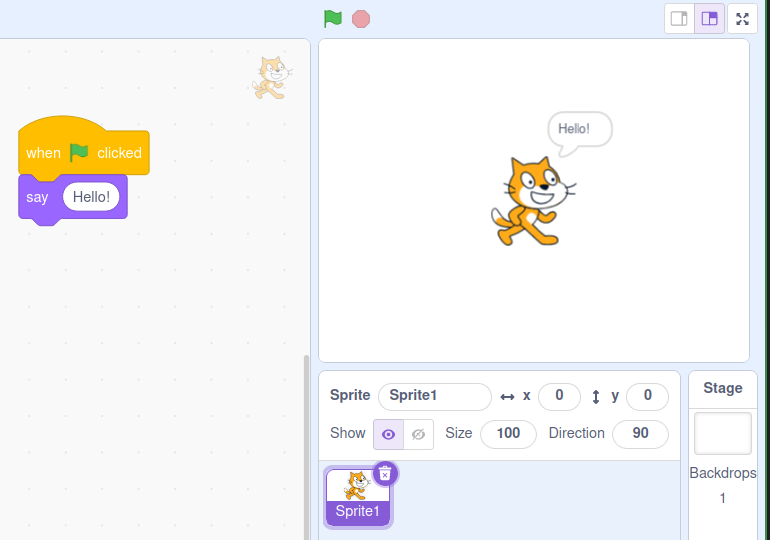 when clicked
say Hello!
Hello!
Sprite Sprite1 x 0 y 0
Show Size 100 Direction 90
Sprite1
Stage
Backdrops
1